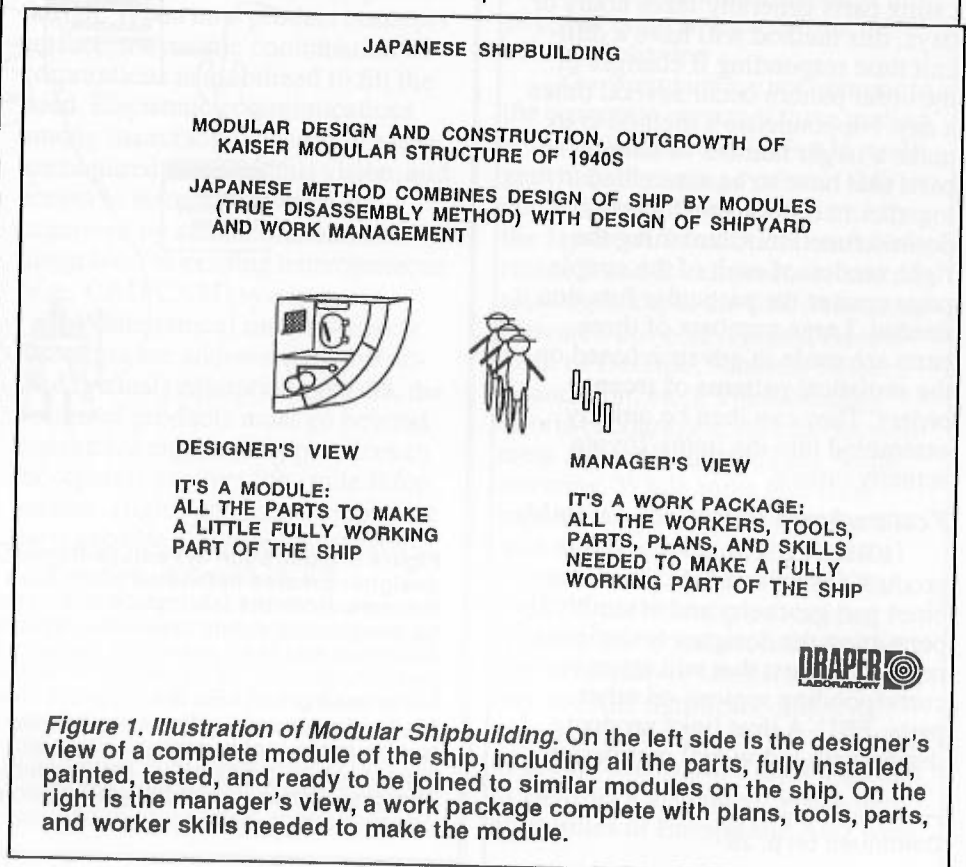 JAPANESE SHIPBUILDING
MODULAR DESIGN AND CONSTRUCTION, OUTGROWTH OF
KAISER MODULAR STRUCTURE OF 1940S
JAPANESE METHOD COMBINES DESIGN OF SHIP BY MODULES
(TRUE DISASSEMBLY METHOD) WITH DESIGN OF SHIPYARD
AND WORK MANAGEMENT
DESIGNER'S VIEW
IT'S A MODULE:
ALL THE PARTS TO MAKE
A LITTLE FULLY WORKING
PART OF THE SHIP
MANAGER'S VIEW
IT'S A WORK PACKAGE:
ALL THE WORKERS, TOOLS,
PARTS, PLANS, AND SKILLS
NEEDED TO MAKE A FULLY
WORKING PART OF THE SHIP
DRAPER
LABORATORY
Figure 1. Illustration of Modular Shipbuilding. On the left side is the designer's
view of a complete module of the ship, including all the parts, fully installed,
painted, tested, and ready to be joined to similar modules on the ship. On the
right is the manager's view, a work package complete with plans, tools, parts,
and worker skills needed to make the module.